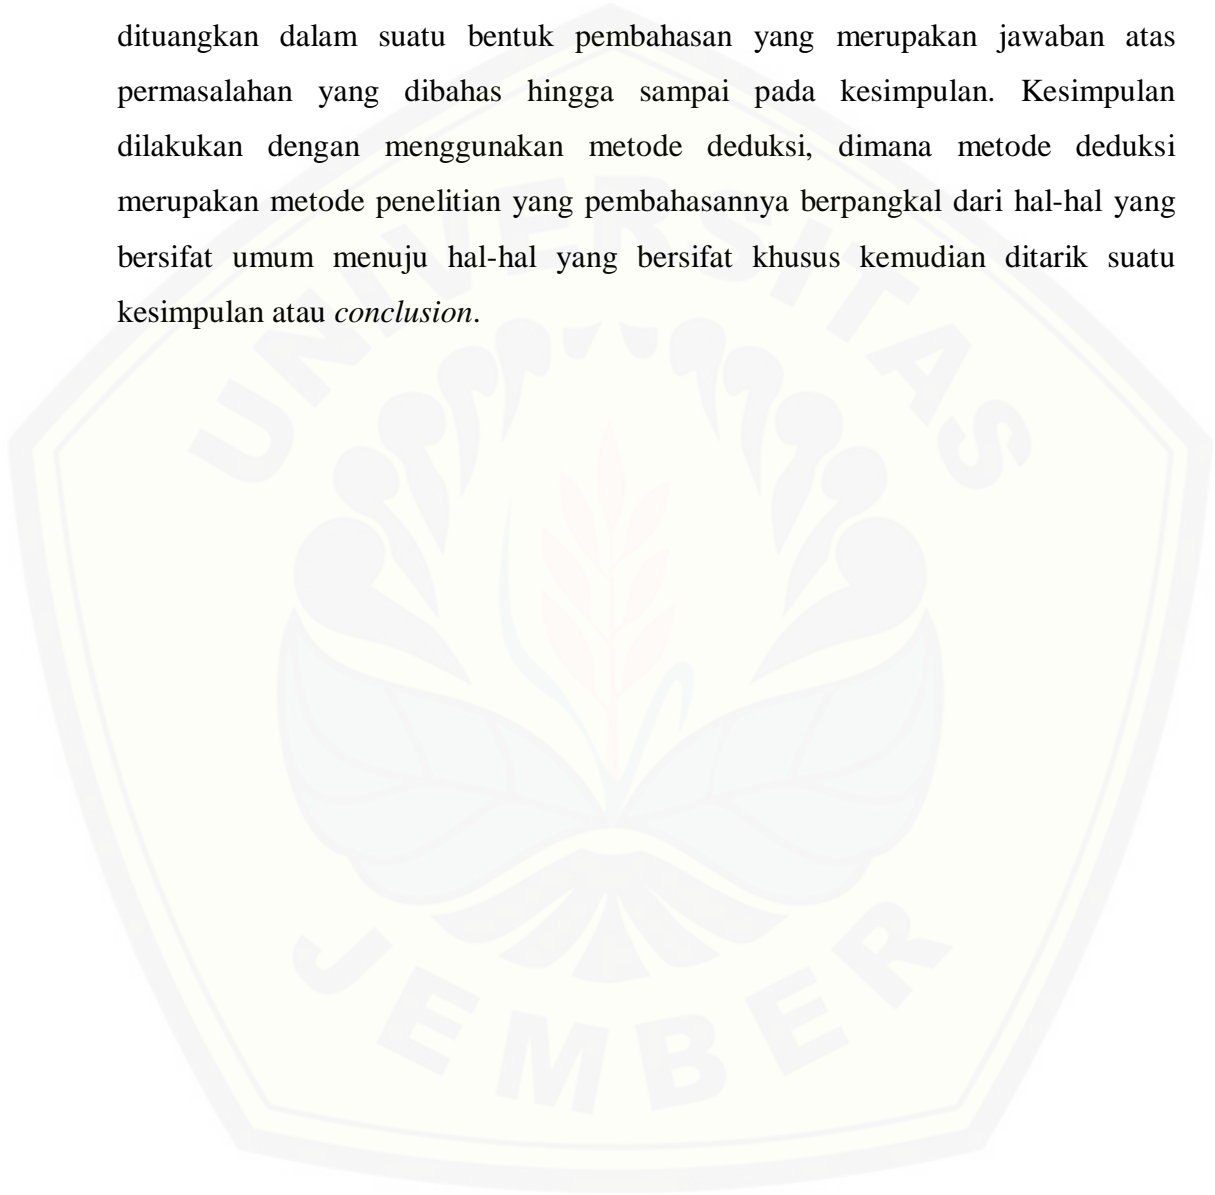 dituangkan dalam suatu bentuk pembahasan yang merupakan jawaban atas
permasalahan yang dibahas hingga sampai pada kesimpulan. Kesimpulan
dilakukan dengan menggunakan metode deduksi, dimana metode deduksi
merupakan metode penelitian yang pembahasannya berpangkal dari hal-hal yang
bersifat umum menuju hal-hal yang bersifat khusus kemudian ditarik suatu
kesimpulan atau conclusion.
UNIVERSITAS
JEMBER